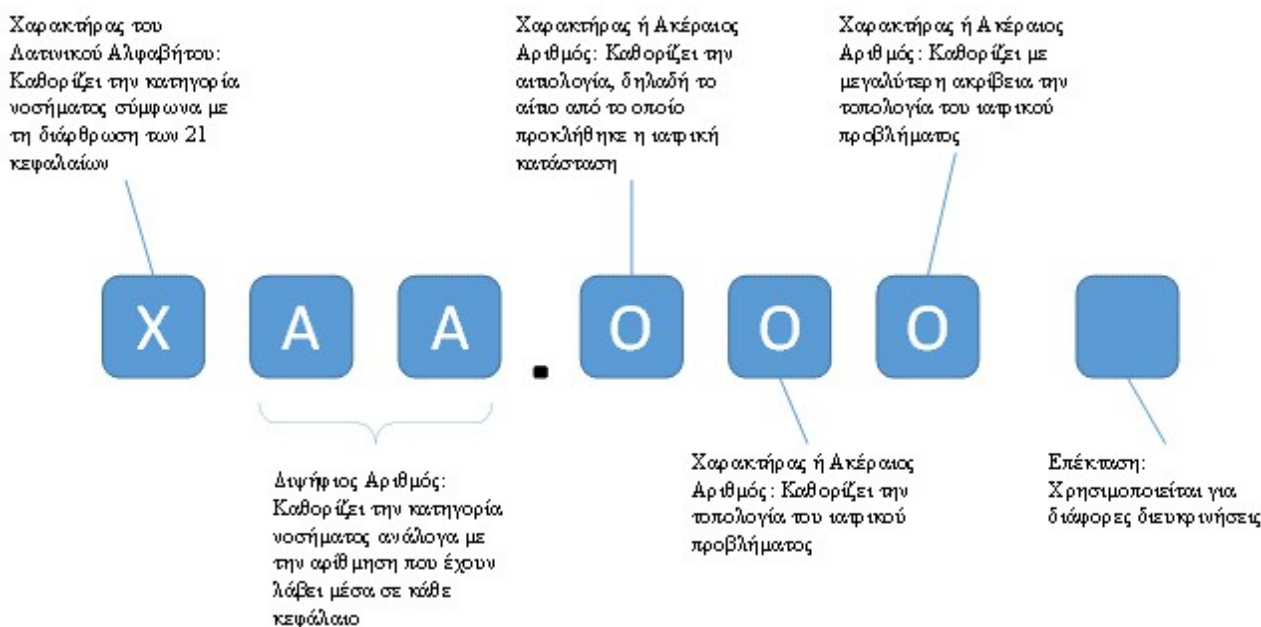 Χαρακτήρας του
Λατινικού Αλφαβήτου:
Καθορίζει την κατηγορία
νοσήματος σύμφωνα με
τη διάρθρωση των 21
κεφαλαίων
Χαρακτήρας ή Ακέραιος
Αριθμός: Καθορίζει την
αιτιολογία, δηλαδή το
αίτιο από το οποίο
προκλήθηκε η ιατρική
κατάσταση
Χαρακτήρας ή Ακέραιος
Αριθμός: Καθορίζει με
μεγαλύτερη ακρίβεια την
τοπολογία του ιατρικού
προβλήματος
X A A . O O O
Διψήφιος Αριθμός:
Καθορίζει την κατηγορία
νοσήματος ανάλογα με
την αρίθμηση που έχουν
λάβει μέσα σε κάθε
κεφάλαιο
Χαρακτήρας ή Ακέραιος
Αριθμός: Καθορίζει την
τοπολογία του ιατρικού
προβλήματος
Επέκταση:
Χρησιμοποιείται για
διάφορες διευκρινήσεις